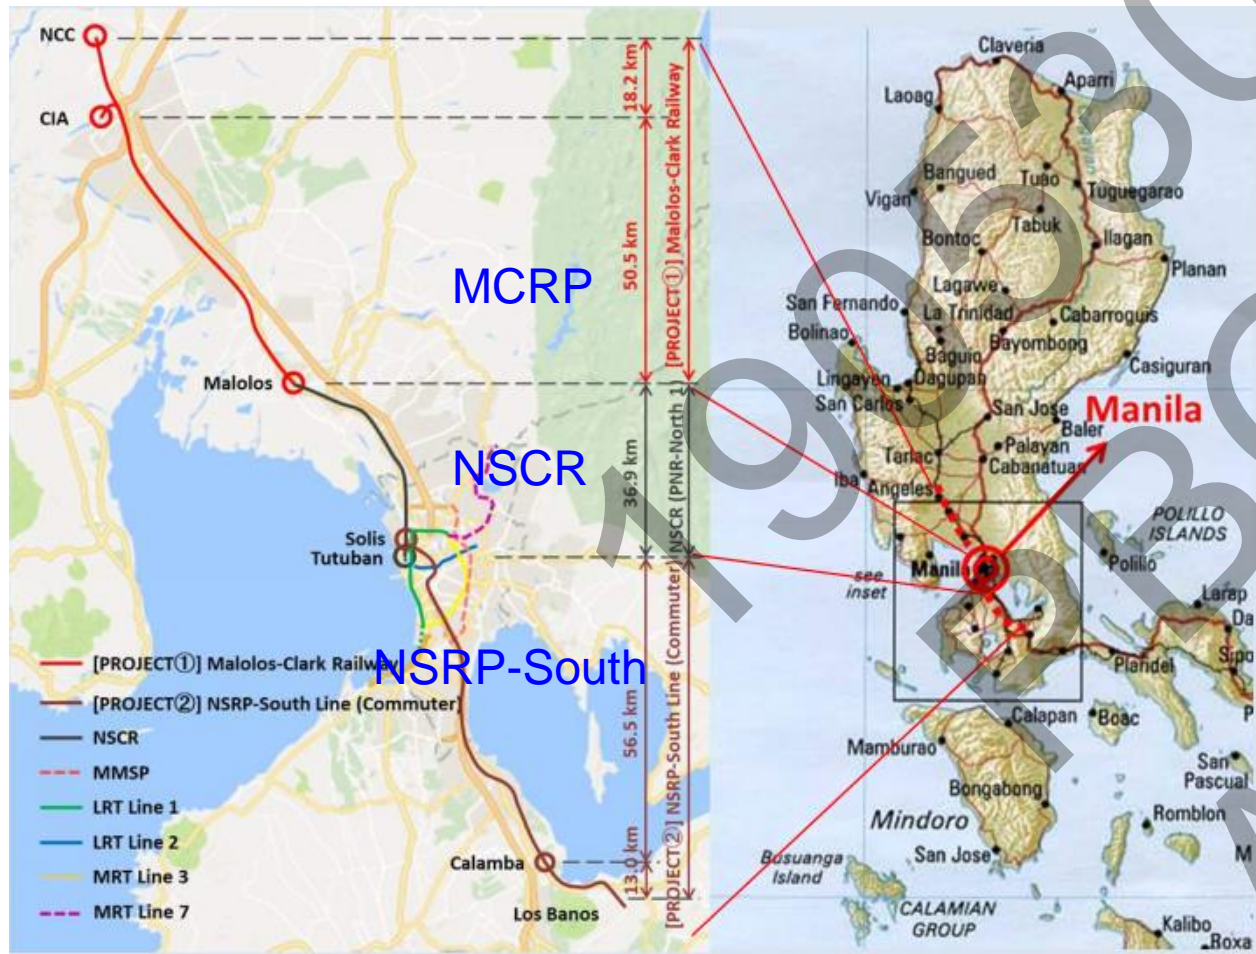 NCC
CIA
Malolos
Solis
Tutuban
Calamba
Los Banos
MCRP
NSCR
NSRP-South
18.2 km
50.5 km
36.9 km
56.5 km
13.0 km
[PROJECT①] Malolos-Clark Railway
NSCR (PNR-North 1)
[PROJECT②] NSRP-South Line (Commuter)
[PROJECT①] Malolos-Clark Railway
[PROJECT②] NSRP-South Line (Commuter)
NSCR
MMSP
LRT Line 1
LRT Line 2
MRT Line 3
MRT Line 7
Claveria
Aparri
Laoag
Bangued
Tuao
Vigan
Tuguegarao
Tabuk
Bontoc
Ilagan
Planan
Lagawe
San Fernando
La Trinidad
Cabarroguis
Bolinao
Bayombong
Baguio
Casiguran
Lingayen
Dagupan
San Carlos
San Jose
Manila
Baler
Palayan
Tarlac
Cabanatuan
Iba
Angeles
POLILLO
ISLANDS
Manila
Polillo
see
inset
Larap
Da
Plaridel
Sipo
Calapan
Boac
P
Mamburao
San
Pascual
Bongabong
Romblon
Mindoro
San Jose
M
Busuanga
Island
CALAMIAN
GROUP
Kalibo
Roxa